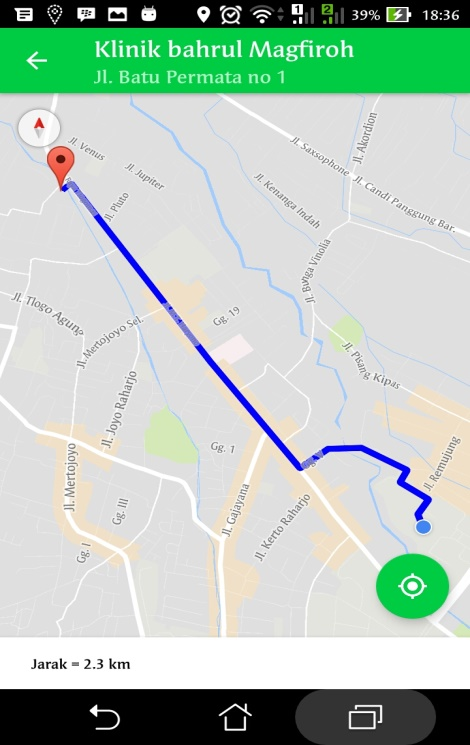 39% 18:36
Klinik bahrul Magfiroh
Jl. Batu Permata no 1
Jl. Venus
Jl. Jupiter
Jl. Pluto
Jl. Saxsophone
Jl. Akordion
Jl. Candi Panggung Bar.
Jl. Kenanga Indah
Jl. Bunga Vinolia
Jl. Tlogo Agung
Jl. Mertojoyo Sel.
Gg. 19
Jl. Pisang Kipas
Jl. Joyo Raharjo
Gg. 1
Jl. Remujung
Jl. Mertojoyo
Gg. III
Jl. Gajayana
Jl. Kerto Raharjo
Gg. I
Jarak = 2.3 km